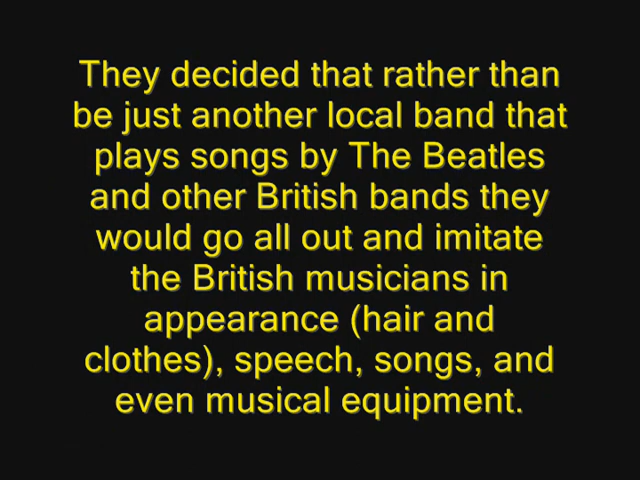 They decided that rather than
be just another local band that
plays songs by The Beatles
and other British bands they
would go all out and imitate
the British musicians in
appearance (hair and
clothes), speech, songs, and
even musical equipment.